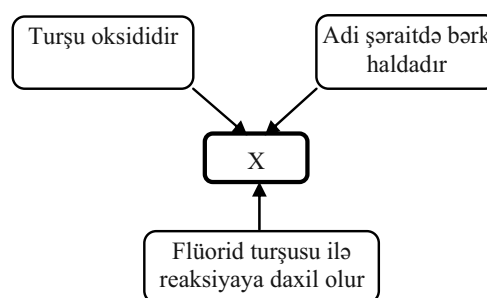 Turşu oksididir
Adi şəraitdə bərk
haldadır
X
Flüorid turşusu ilə
reaksiyaya daxil olur